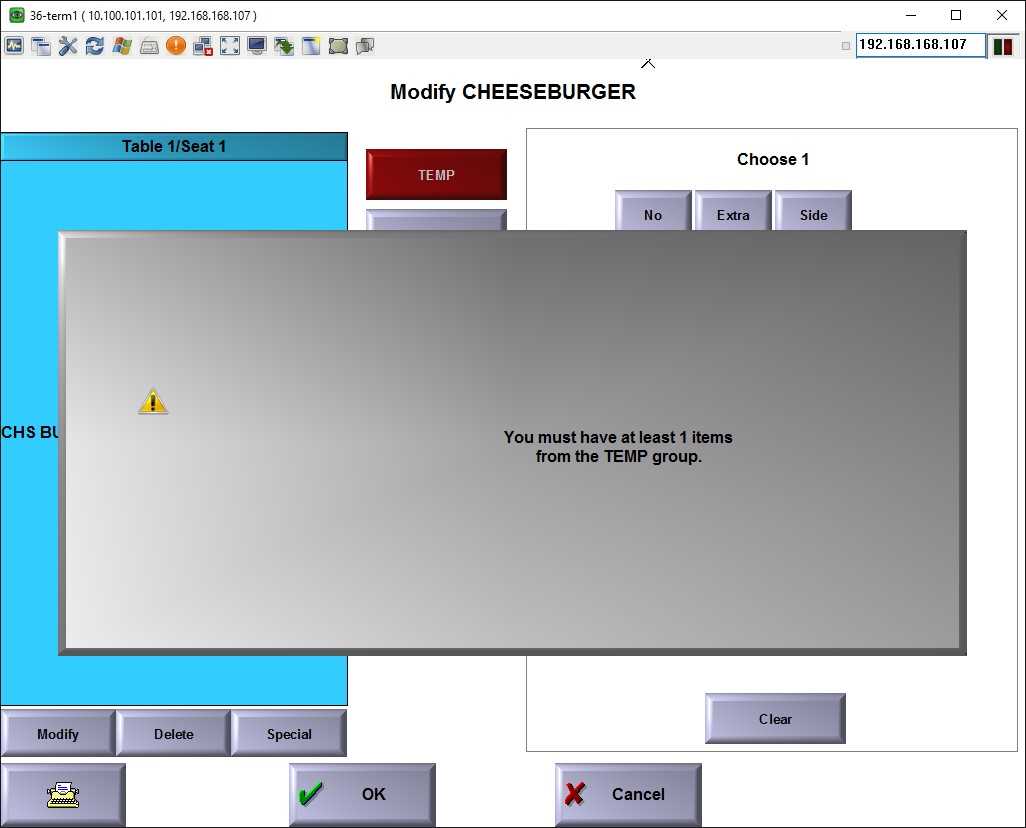 36-term1 ( 10.100.101.101, 192.168.168.107 )
192.168.168.107
Modify CHEESEBURGER
Table 1/Seat 1
TEMP
Choose 1
No
Extra
Side
CHS
You must have at least 1 items
from the TEMP group.
Clear
Modify
Delete
Special
OK
Cancel